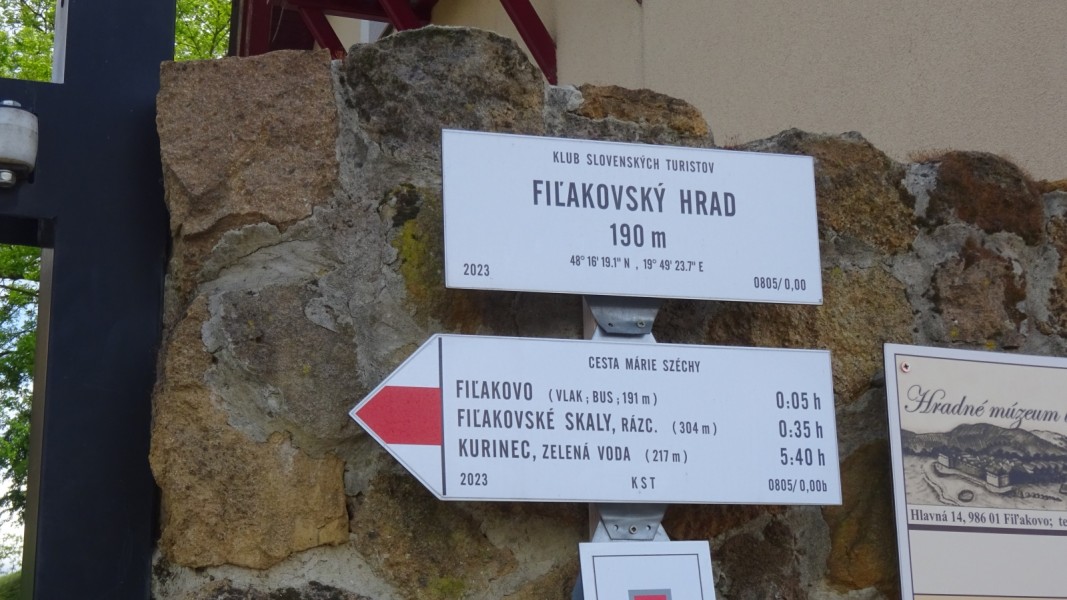 KLUB SLOVENSKÝCH TURISTOV
FIĽAKOVSKÝ HRAD
190 m
48° 16' 19.1" N , 19° 49' 23.7" E
2023 0805/0,00
CESTA MÁRIE SZÉCHY
FIĽAKOVO (VLAK ; BUS ; 191 m) 0:05 h
FIĽAKOVSKÉ SKALY, RÁZC. (304 m) 0:35 h
KURINEC, ZELENÁ VODA (217 m) 5:40 h
2023 KST 0805/0,00b
Hradné múzeum
Hlavná 14, 986 01 Fiľakovo;